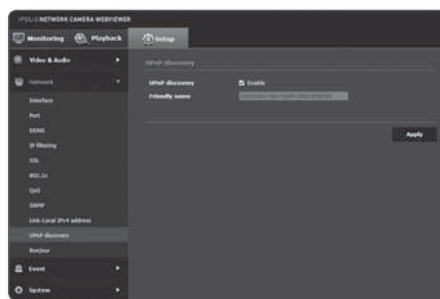 iPOLiS NETWORK CAMERA WEBVIEWER
Monitoring Playback Setup
Video & Audio
Network
Interface
Port
DDNS
IP filtering
SSL
802.1x
QoS
SNMP
Link-Local IPv4 address
UPnP discovery
Bonjour
Event
System
UPnP discovery
UPnP discovery Enable
Friendly name
Apply